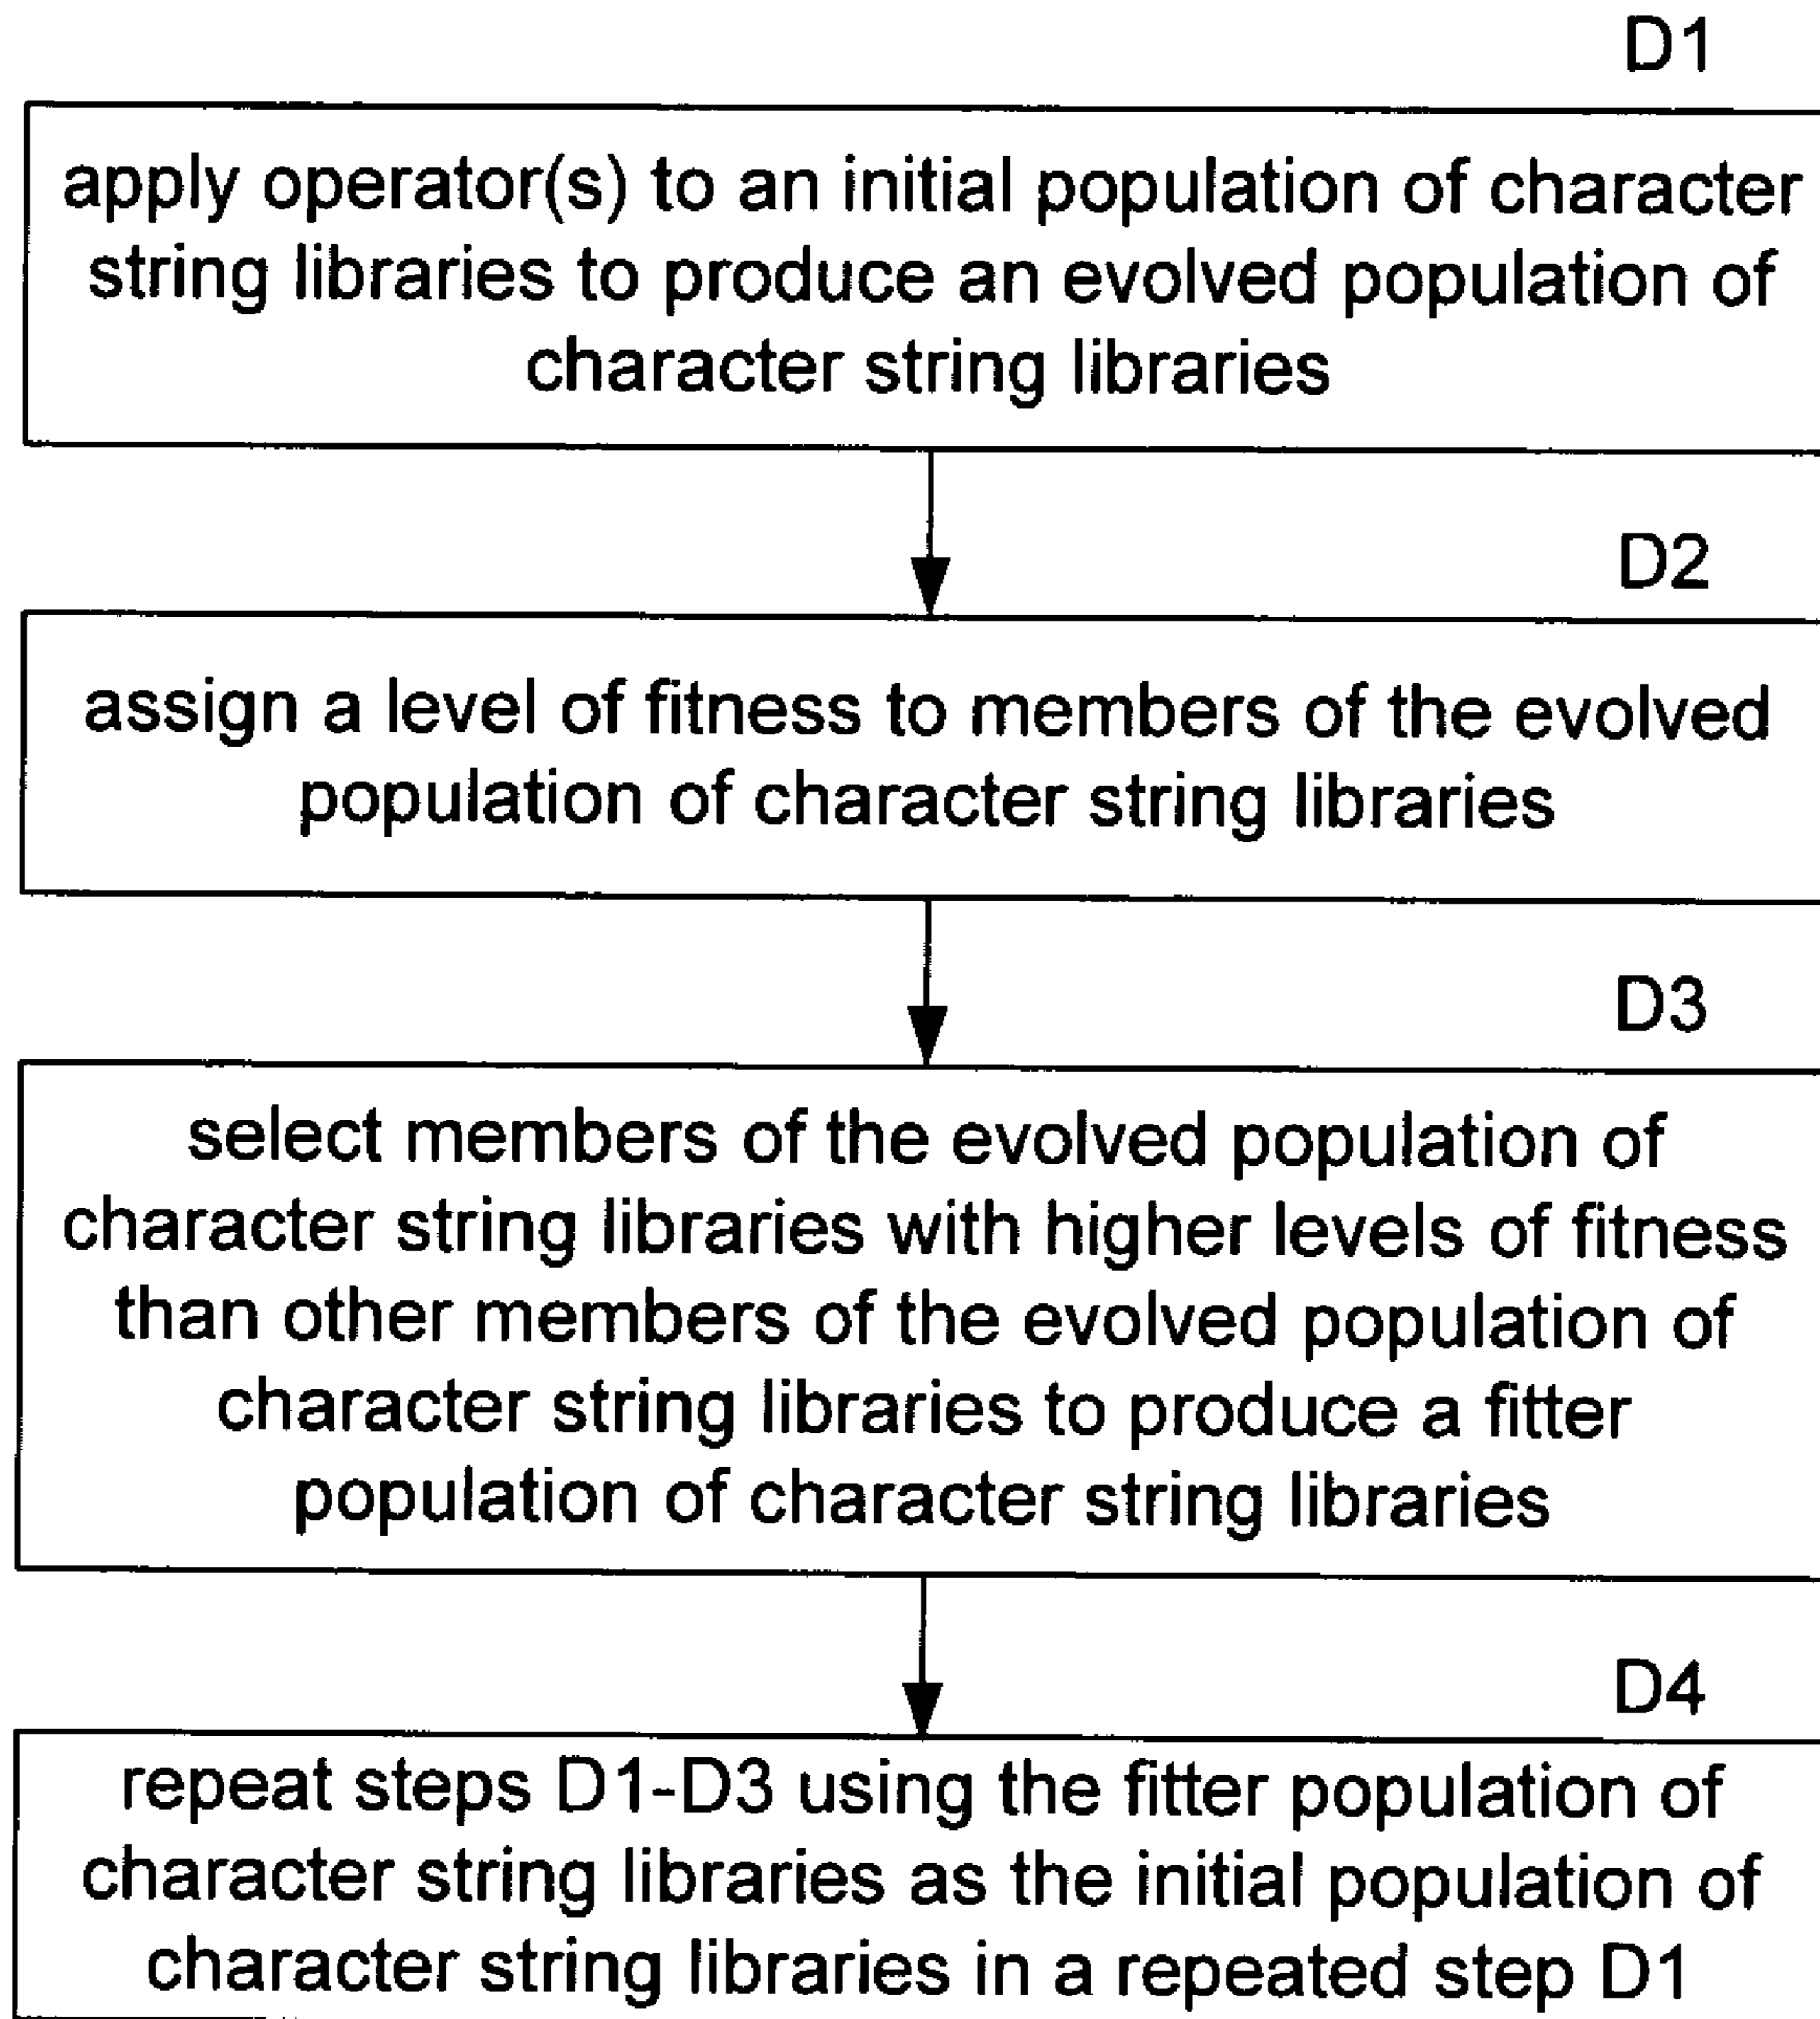 D1
apply operator(s) to an initial population of character
string libraries to produce an evolved population of
character string libraries
D2
assign a level of fitness to members of the evolved
population of character string libraries
D3
select members of the evolved population of
character string libraries with higher levels of fitness
than other members of the evolved population of
character string libraries to produce a fitter
population of character string libraries
D4
repeat steps D1-D3 using the fitter population of
character string libraries as the initial population of
character string libraries in a repeated step D1